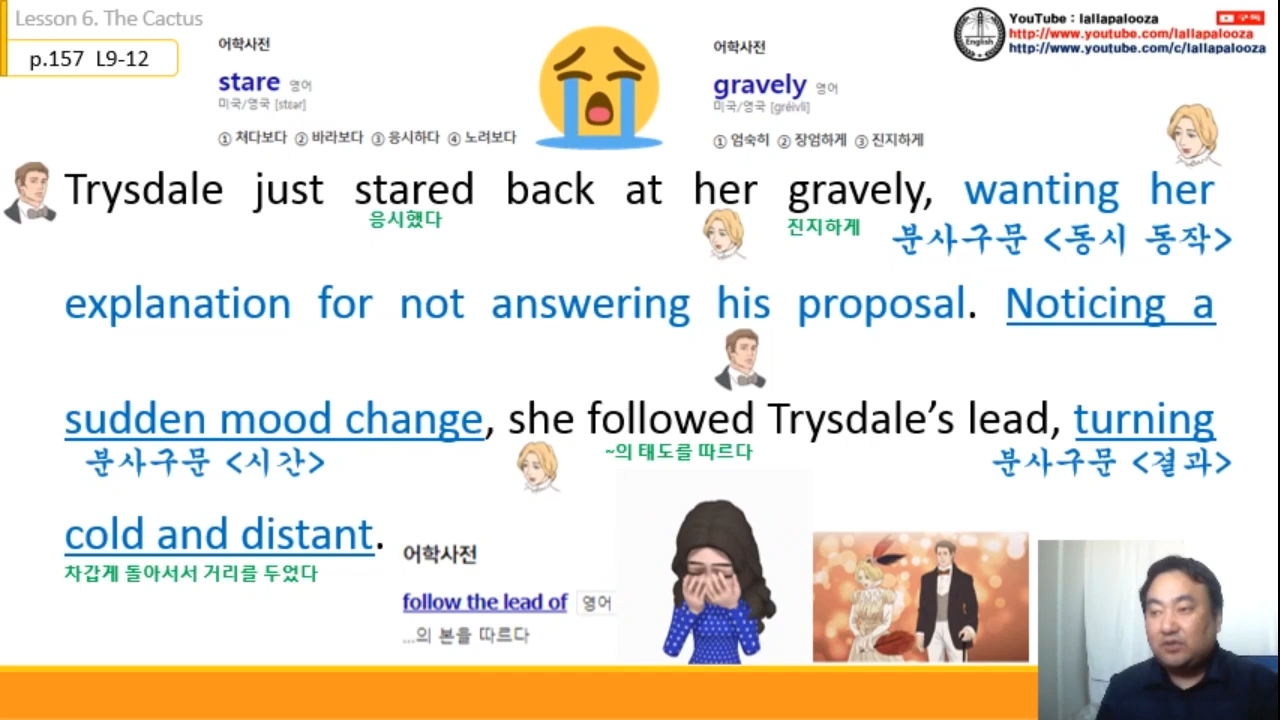 Lesson 6. The Cactus
p.157 L9-12
어학사전
stare 영어
미국/영국 [stɛər]
① 쳐다보다 ② 바라보다 ③ 응시하다 ④ 노려보다
어학사전
gravely 영어
미국/영국 [gréivli]
① 엄숙히 ② 장엄하게 ③ 진지하게
English
YouTube : lallapalooza
구독
http://www.youtube.com/lallapalooza
http://www.youtube.com/c/lallapalooza
Trysdale just stared back at her gravely, wanting her
응시했다
진지하게
분사구문 <동시 동작>
explanation for not answering his proposal. Noticing a
sudden mood change, she followed Trysdale’s lead, turning
분사구문 <시간>
~의 태도를 따르다
분사구문 <결과>
cold and distant.
차갑게 돌아서서 거리를 두었다
어학사전
follow the lead of 영어
...의 본을 따르다